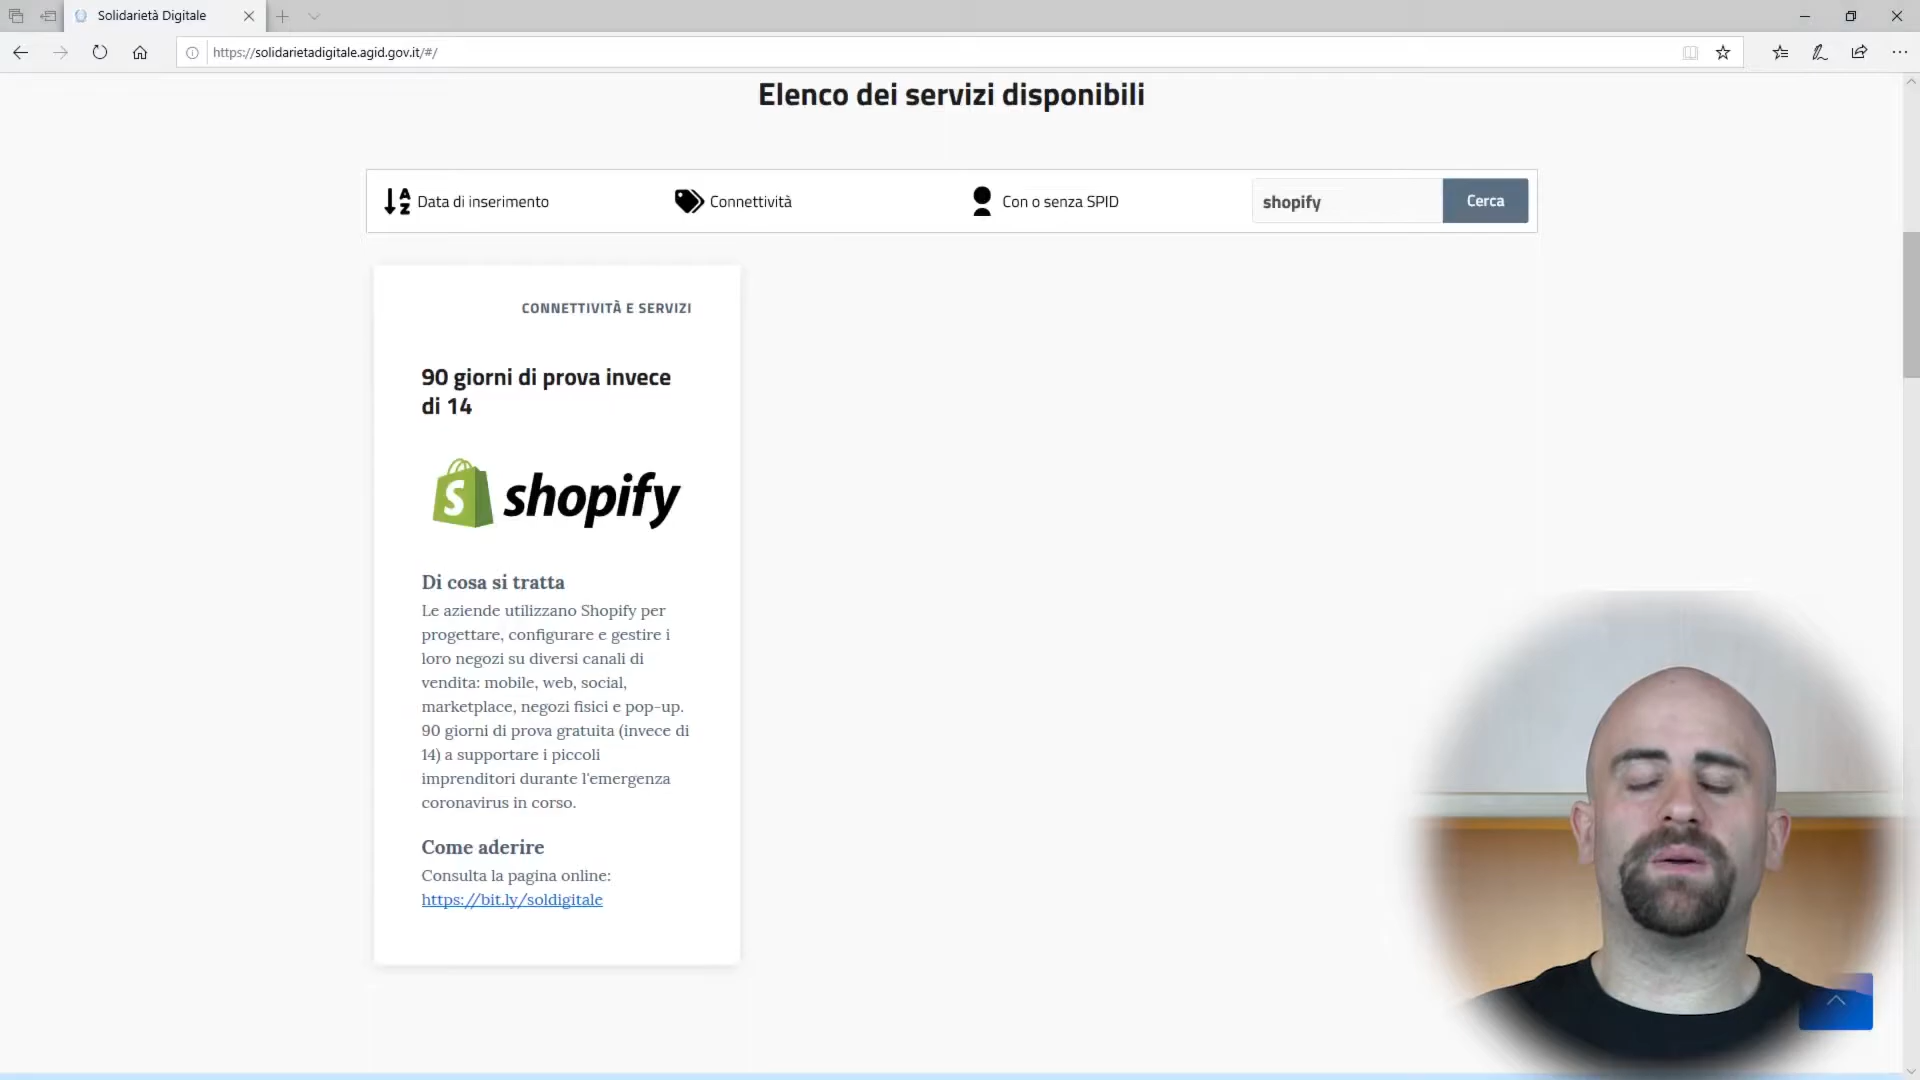 Solidarietà Digitale
https://solidarietadigitale.agid.gov.it/#/
Elenco dei servizi disponibili
Data di inserimento
Connettività
Con o senza SPID
shopify
Cerca
CONNETTIVITÀ E SERVIZI
90 giorni di prova invece
di 14
shopify
Di cosa si tratta
Le aziende utilizzano Shopify per
progettare, configurare e gestire i
loro negozi su diversi canali di
vendita: mobile, web, social,
marketplace, negozi fisici e pop-up.
90 giorni di prova gratuita (invece di
14) a supportare i piccoli
imprenditori durante l'emergenza
coronavirus in corso.
Come aderire
Consulta la pagina online:
https://bit.ly/soldigitale